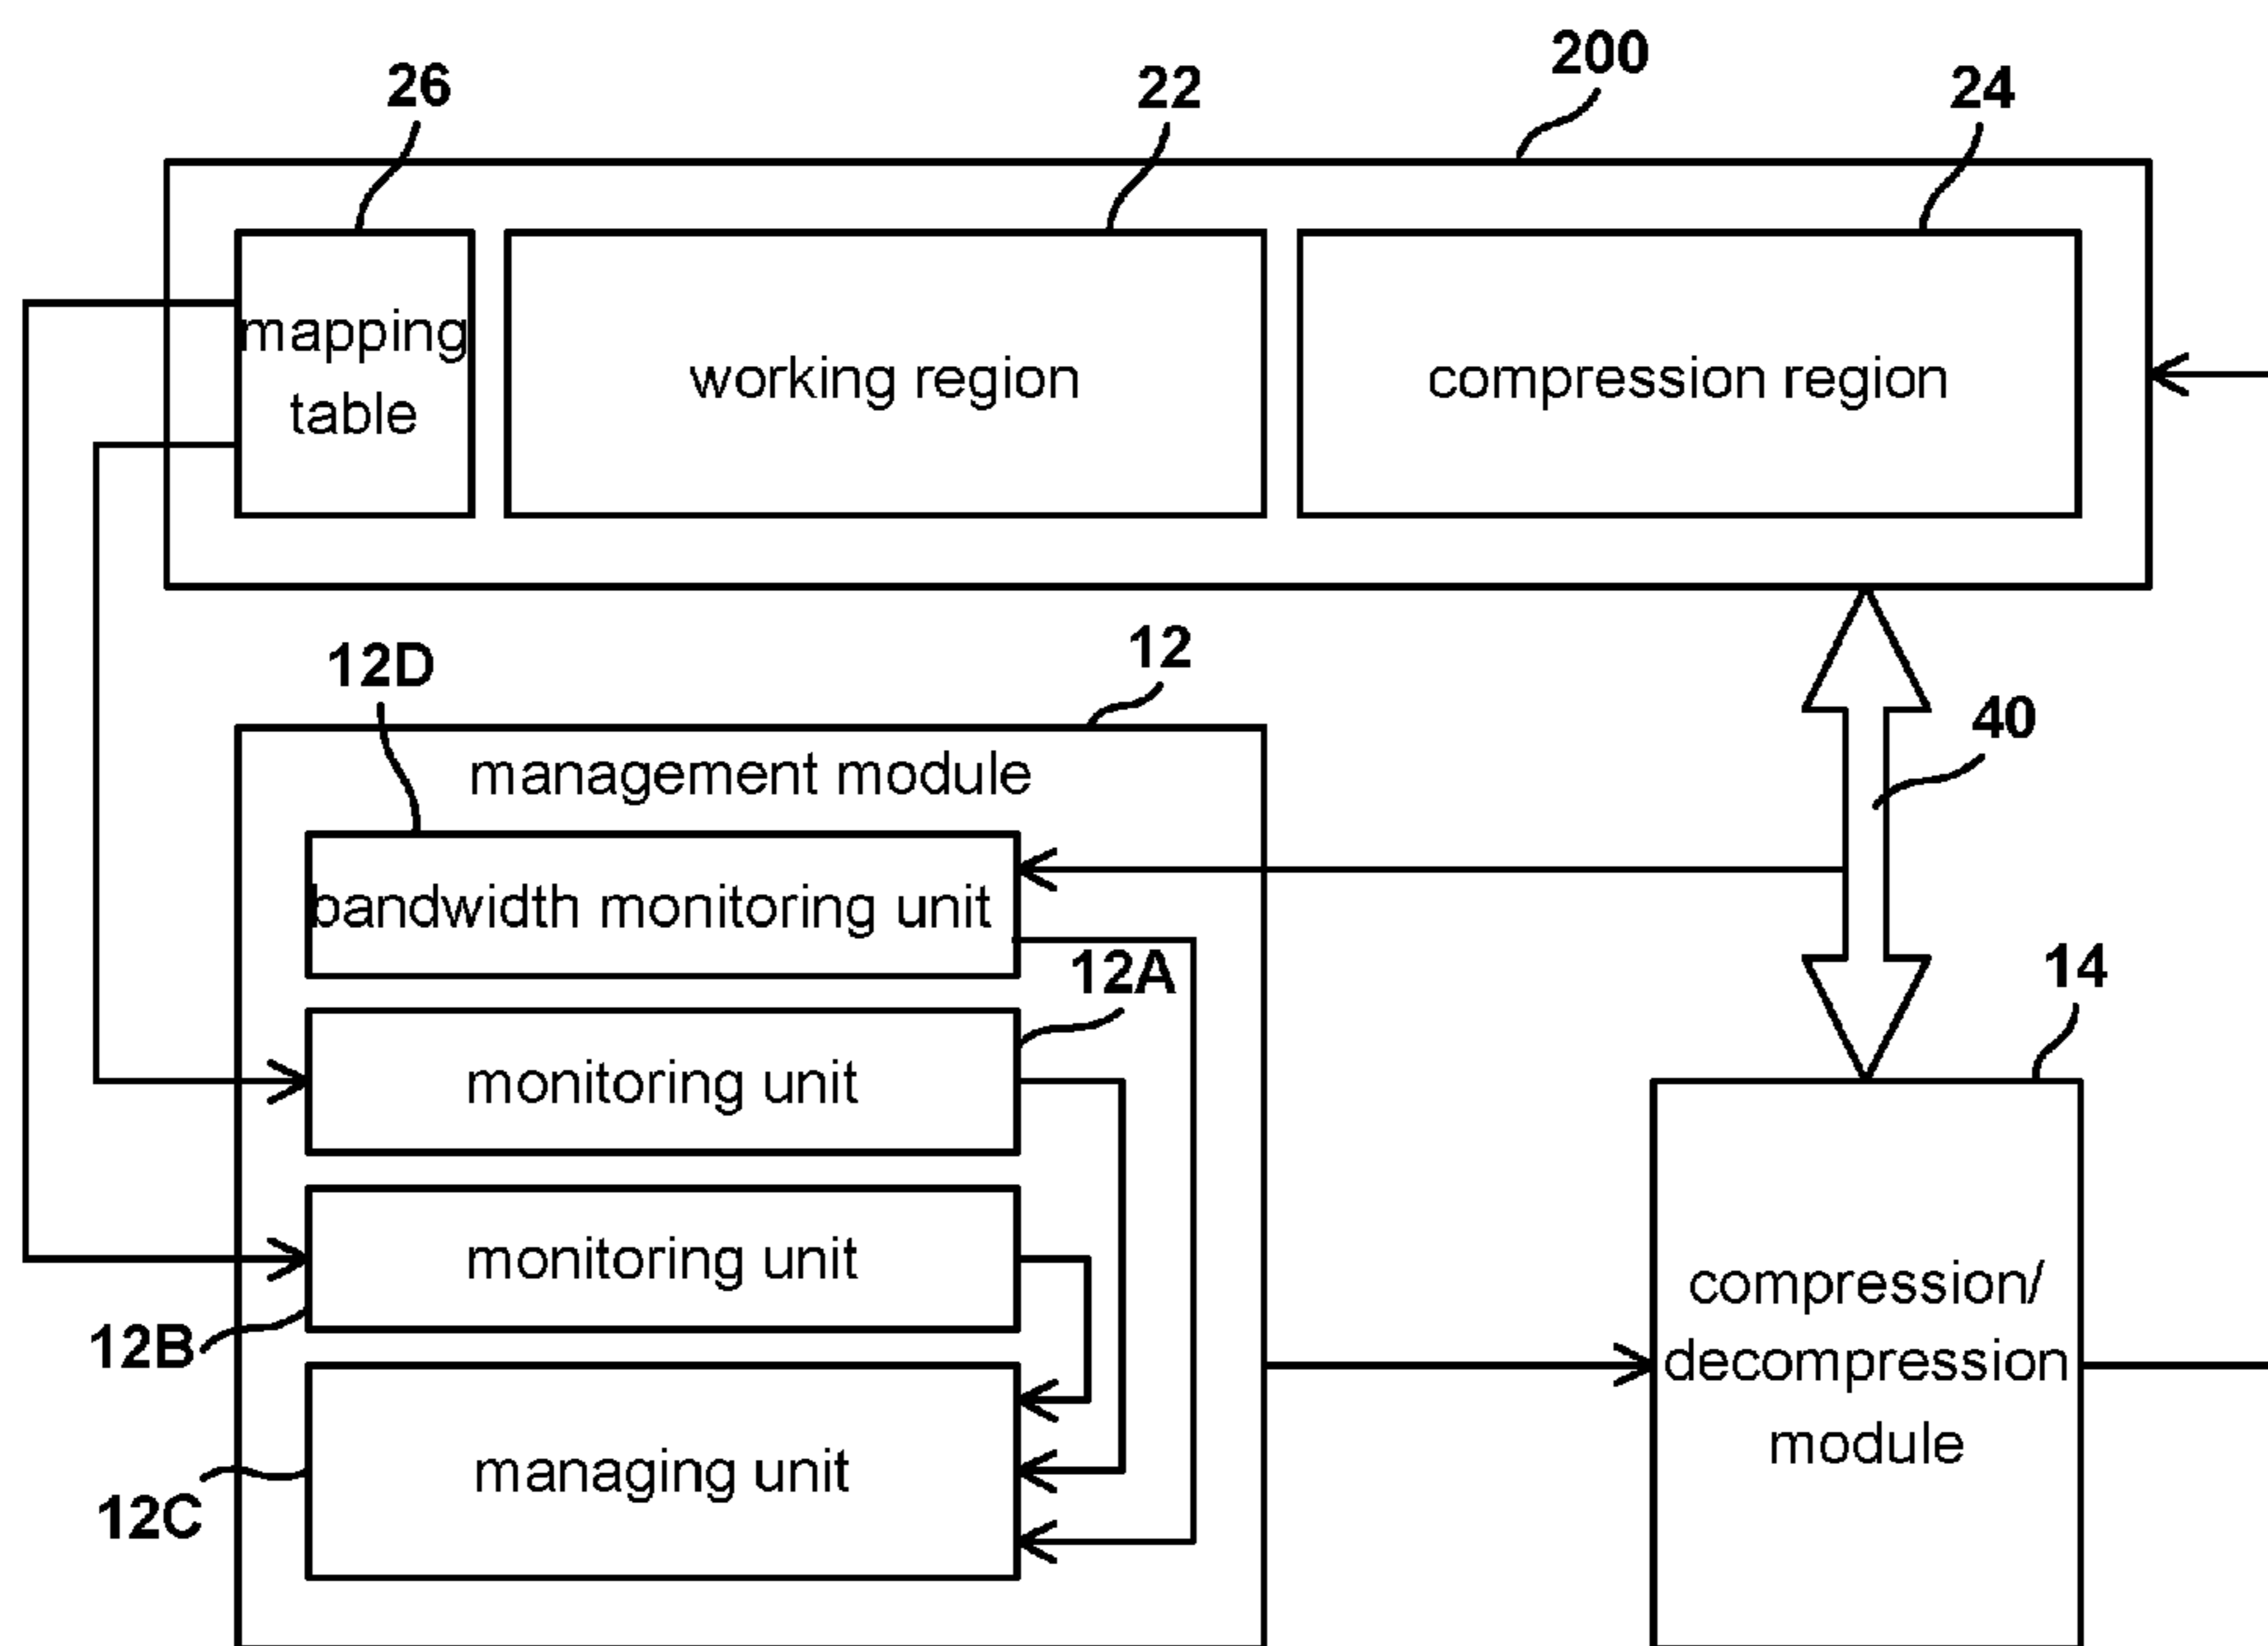 200
26
22
24
mapping
table
working region
compression region
12D
12
40
management module
bandwidth monitoring unit
12A
14
monitoring unit
monitoring unit
12B
compression/
decompression
module
managing unit
12C